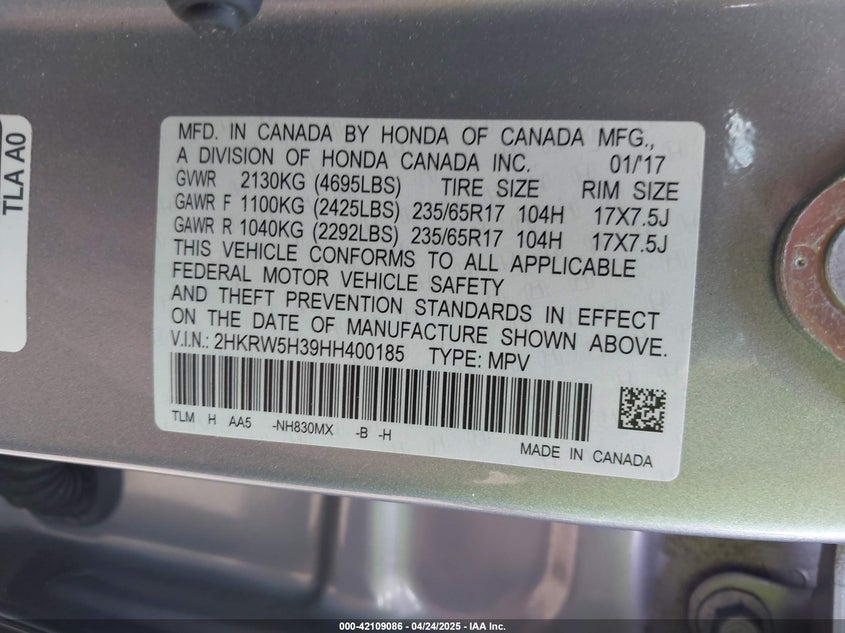 TLA A0
MFD. IN CANADA BY HONDA OF CANADA MFG.,
A DIVISION OF HONDA CANADA INC. 01/'17
GVWR 2130KG (4695LBS) TIRE SIZE RIM SIZE
GAWR F 1100KG (2425LBS) 235/65R17 104H 17X7.5J
GAWR R 1040KG (2292LBS) 235/65R17 104H 17X7.5J
THIS VEHICLE CONFORMS TO ALL APPLICABLE
FEDERAL MOTOR VEHICLE SAFETY
AND THEFT PREVENTION STANDARDS IN EFFECT
ON THE DATE OF MANUFACTURE SHOWN ABOVE.
V.I.N.: 2HKRW5H39HH400185 TYPE: MPV
TLM H AA5 -NH830MX -B -H
MADE IN CANADA
000-42109086 - 04/24/2025 - IAA Inc.